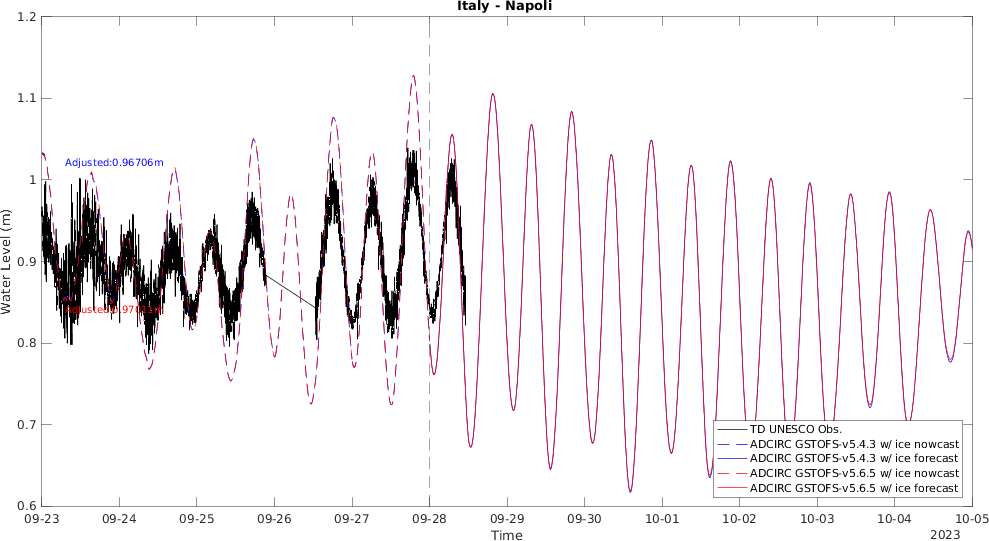 Italy - Napoli
1.2
1.1
1
0.9
0.8
0.7
0.6
Water Level (m)
Adjusted:0.96706m
TD UNESCO Obs.
ADCIRC GSTOFS-v5.4.3 w/ ice nowcast
ADCIRC GSTOFS-v5.4.3 w/ ice forecast
ADCIRC GSTOFS-v5.6.5 w/ ice nowcast
ADCIRC GSTOFS-v5.6.5 w/ ice forecast
09-23 09-24 09-25 09-26 09-27 09-28 09-29 09-30 10-01 10-02 10-03 10-04 10-05
Time
2023